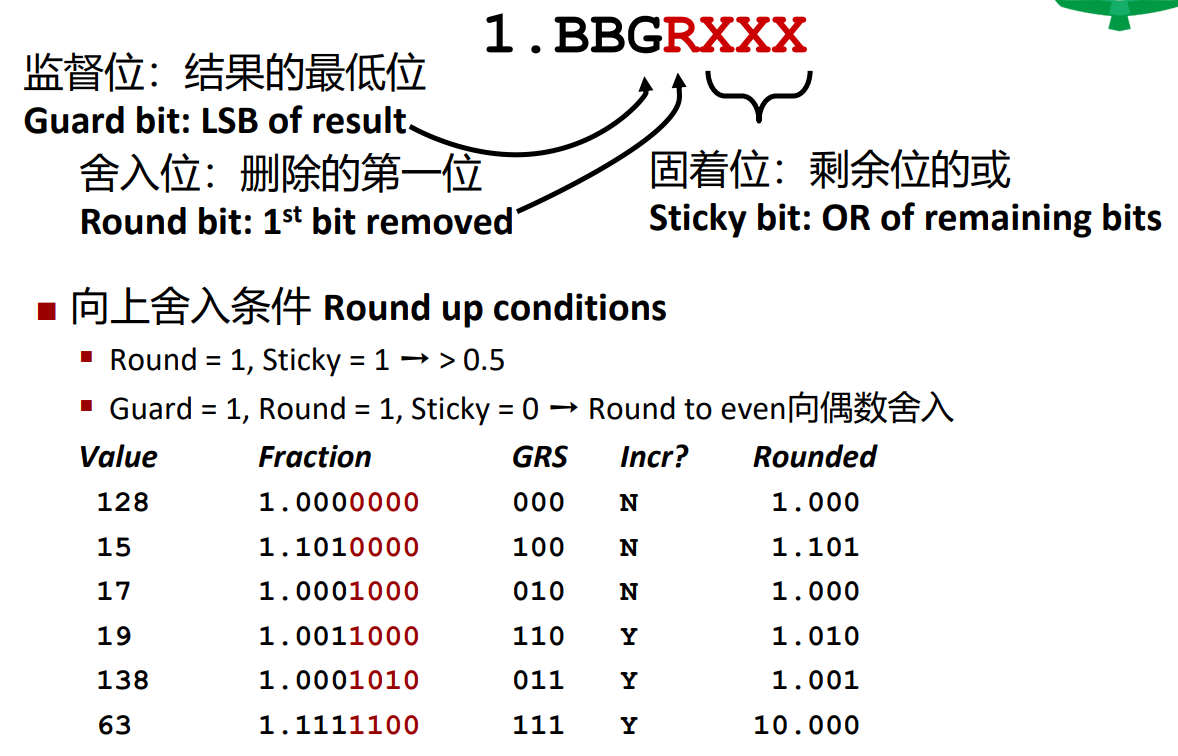 1.BBGRXXX
监督位：结果的最低位
Guard bit: LSB of result
舍入位：删除的第一位
Round bit: 1st bit removed
固着位：剩余位的或
Sticky bit: OR of remaining bits
■ 向上舍入条件 Round up conditions
▪ Round = 1, Sticky = 1 → > 0.5
▪ Guard = 1, Round = 1, Sticky = 0 → Round to even向偶数舍入
Value Fraction GRS Incr? Rounded
128 1.0000000 000 N 1.000
15 1.1010000 100 N 1.101
17 1.0001000 010 N 1.000
19 1.0011000 110 Y 1.010
138 1.0001010 011 Y 1.001
63 1.1111100 111 Y 10.000